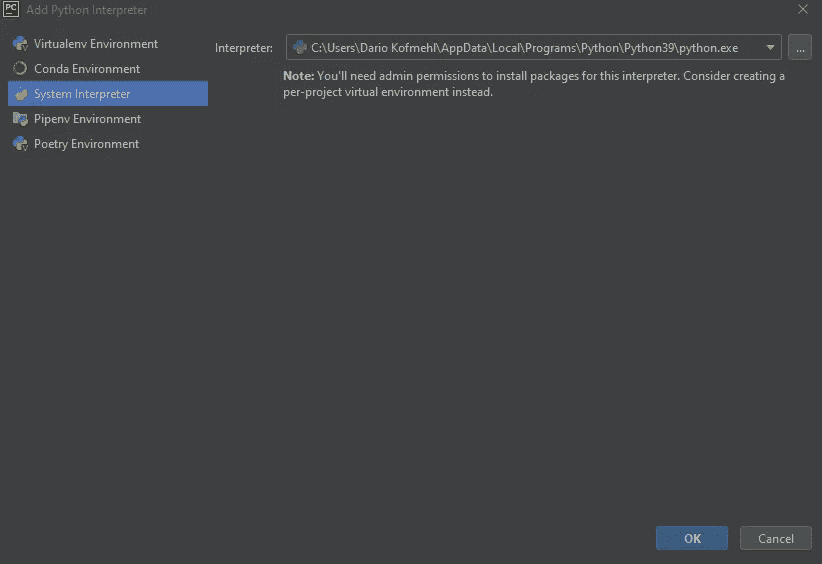 PC Add Python Interpreter
Virtualenv Environment
Conda Environment
System Interpreter
Pipenv Environment
Poetry Environment
Interpreter: C:\Users\Dario Kofmehl\AppData\Local\Programs\Python\Python39\python.exe ...
Note: You'll need admin permissions to install packages for this interpreter. Consider creating a
per-project virtual environment instead.
OK Cancel